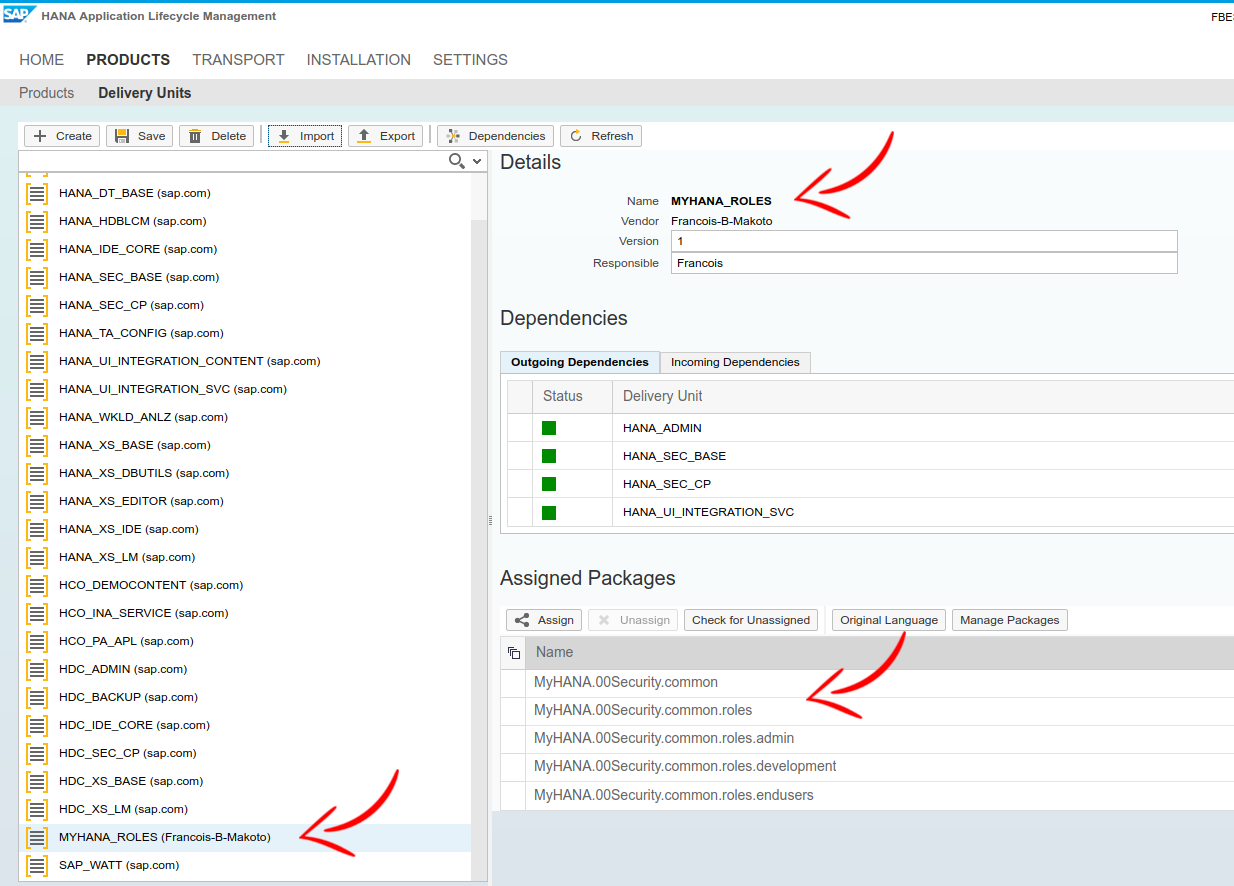 SAP HANA Application Lifecycle Management
HOME PRODUCTS TRANSPORT INSTALLATION SETTINGS
Products Delivery Units
Create Save Delete Import Export Dependencies Refresh
HANA_DT_BASE (sap.com)
HANA_HDBLCM (sap.com)
HANA_IDE_CORE (sap.com)
HANA_SEC_BASE (sap.com)
HANA_SEC_CP (sap.com)
HANA_TA_CONFIG (sap.com)
HANA_UI_INTEGRATION_CONTENT (sap.com)
HANA_UI_INTEGRATION_SVC (sap.com)
HANA_WKLD_ANLZ (sap.com)
HANA_XS_BASE (sap.com)
HANA_XS_DBUTILS (sap.com)
HANA_XS_EDITOR (sap.com)
HANA_XS_IDE (sap.com)
HANA_XS_LM (sap.com)
HCO_DEMOCONTENT (sap.com)
HCO_INA_SERVICE (sap.com)
HCO_PA_APL (sap.com)
HDC_ADMIN (sap.com)
HDC_BACKUP (sap.com)
HDC_IDE_CORE (sap.com)
HDC_SEC_CP (sap.com)
HDC_XS_BASE (sap.com)
HDC_XS_LM (sap.com)
MYHANA_ROLES (Francois-B-Makoto)
SAP_WATT (sap.com)
Details
Name MYHANA_ROLES
Vendor Francois-B-Makoto
Version 1
Responsible Francois
Dependencies
Outgoing Dependencies Incoming Dependencies
Status Delivery Unit
HANA_ADMIN
HANA_SEC_BASE
HANA_SEC_CP
HANA_UI_INTEGRATION_SVC
Assigned Packages
Assign Unassign Check for Unassigned Original Language Manage Packages
Name
MyHANA.00Security.common
MyHANA.00Security.common.roles
MyHANA.00Security.common.roles.admin
MyHANA.00Security.common.roles.development
MyHANA.00Security.common.roles.endusers